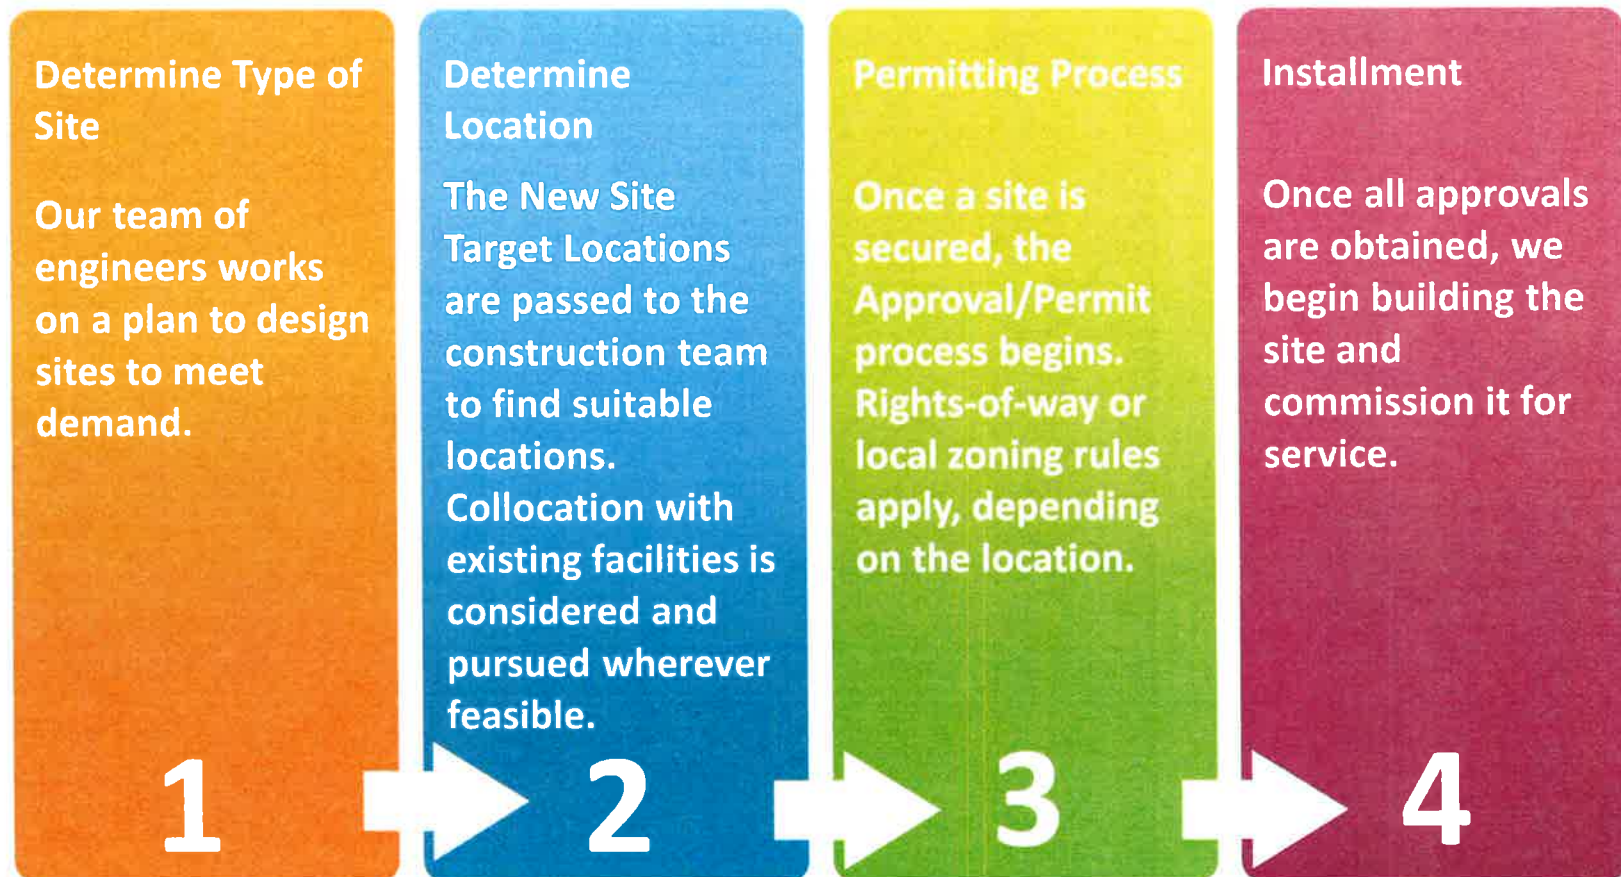 Determine Type of
Site
Our team of
engineers works
on a plan to design
sites to meet
demand.
1
Determine
Location
The New Site
Target Locations
are passed to the
construction team
to find suitable
locations.
Collocation with
existing facilities is
considered and
pursued wherever
feasible.
2
Permitting Process
Once a site is
secured, the
Approval/Permit
process begins.
Rights-of-way or
local zoning rules
apply, depending
on the location.
3
Installment
Once all approvals
are obtained, we
begin building the
site and
commission it for
service.
4